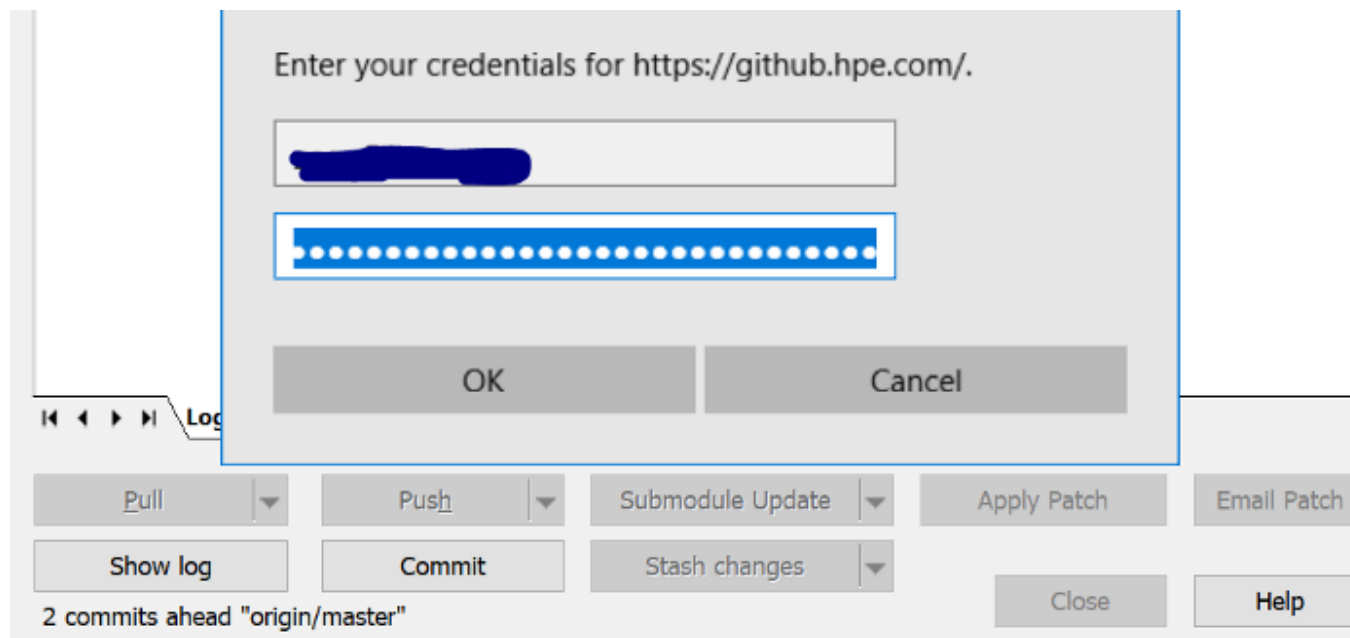 Enter your credentials for https://github.hpe.com/.
OK Cancel
Log
Pull Push Submodule Update Apply Patch Email Patch
Show log Commit Stash changes
Close Help
2 commits ahead "origin/master"